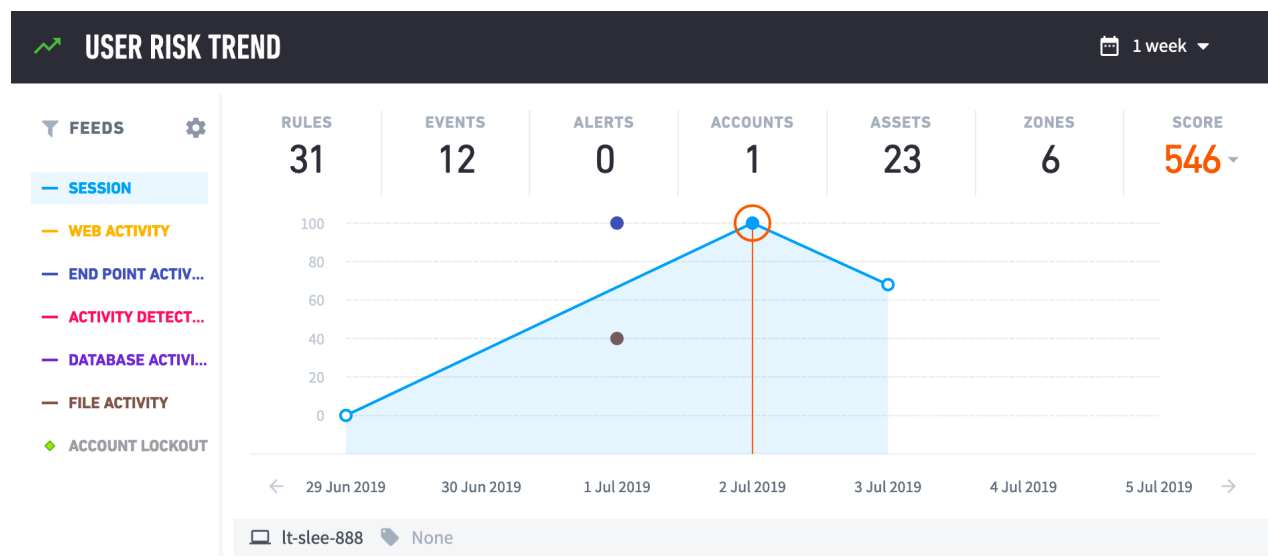 USER RISK TREND
1 week
FEEDS
SESSION
WEB ACTIVITY
END POINT ACTIV...
ACTIVITY DETECT...
DATABASE ACTIVI...
FILE ACTIVITY
ACCOUNT LOCKOUT
RULES
31
EVENTS
12
ALERTS
0
ACCOUNTS
1
ASSETS
23
ZONES
6
SCORE
546
100
80
60
40
20
0
29 Jun 2019
30 Jun 2019
1 Jul 2019
2 Jul 2019
3 Jul 2019
4 Jul 2019
5 Jul 2019
lt-slee-888
None